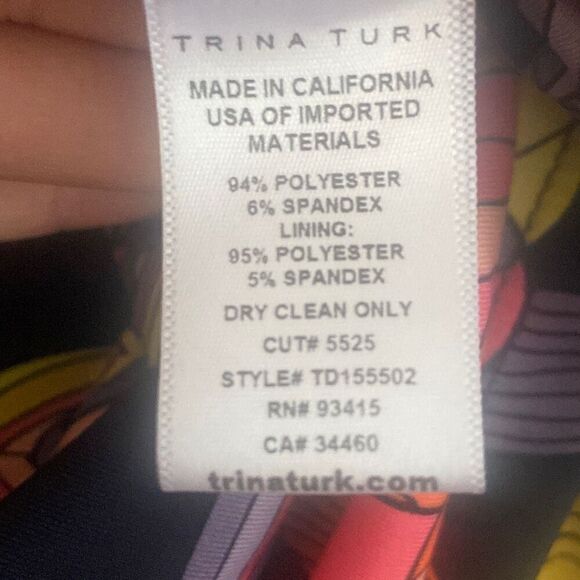 TRINA TURK
MADE IN CALIFORNIA
USA OF IMPORTED
MATERIALS
94% POLYESTER
6% SPANDEX
LINING:
95% POLYESTER
5% SPANDEX
DRY CLEAN ONLY
CUT# 5525
STYLE# TD155502
RN# 93415
CA# 34460
trinaturk.com